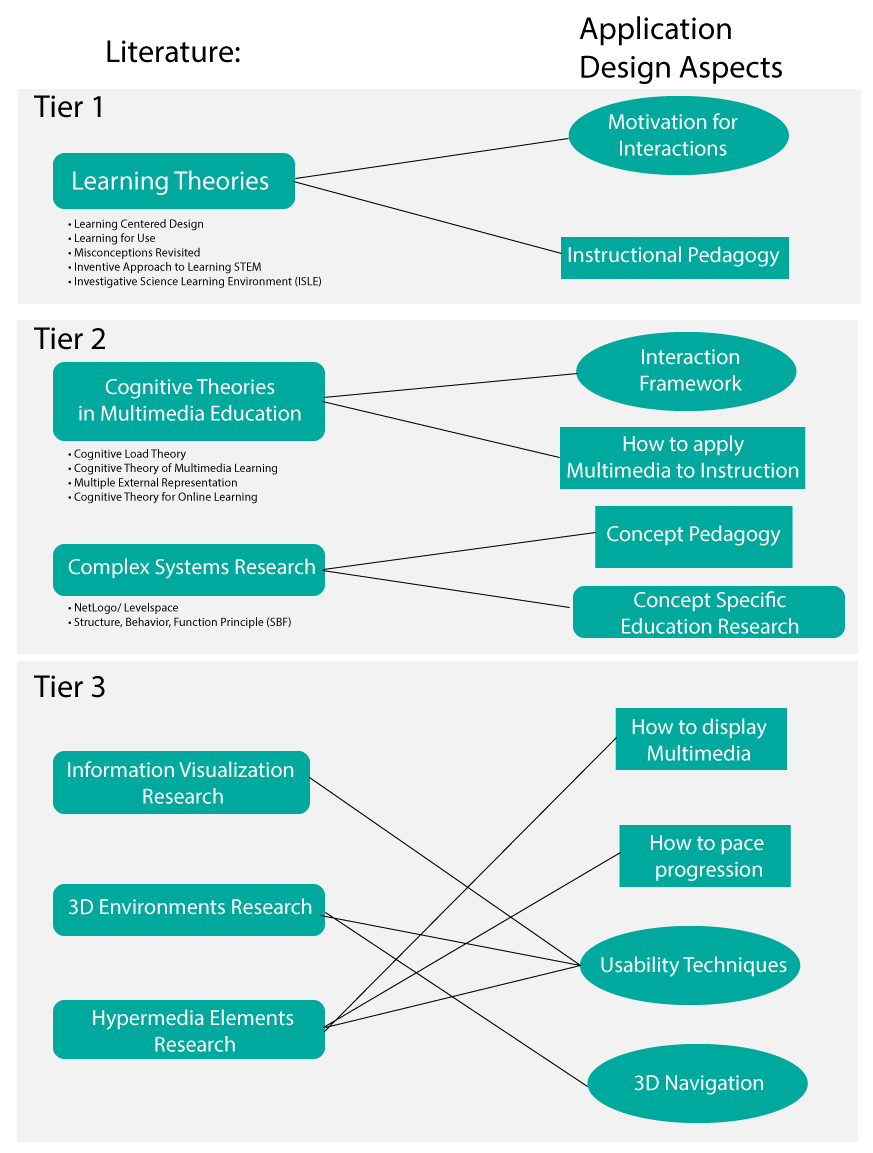 Literature:
Application
Design Aspects
Tier 1
Learning Theories
• Learning Centered Design
• Learning for Use
• Misconceptions Revisited
• Inventive Approach to Learning STEM
• Investigative Science Learning Environment (ISLE)
Motivation for
Interactions
Instructional Pedagogy
Tier 2
Cognitive Theories
in Multimedia Education
• Cognitive Load Theory
• Cognitive Theory of Multimedia Learning
• Multiple External Representation
• Cognitive Theory for Online Learning
Interaction
Framework
How to apply
Multimedia to Instruction
Complex Systems Research
• NetLogo/ Levelspace
• Structure, Behavior, Function Principle (SBF)
Concept Pedagogy
Concept Specific
Education Research
Tier 3
Information Visualization
Research
3D Environments Research
Hypermedia Elements
Research
How to display
Multimedia
How to pace
progression
Usability Techniques
3D Navigation